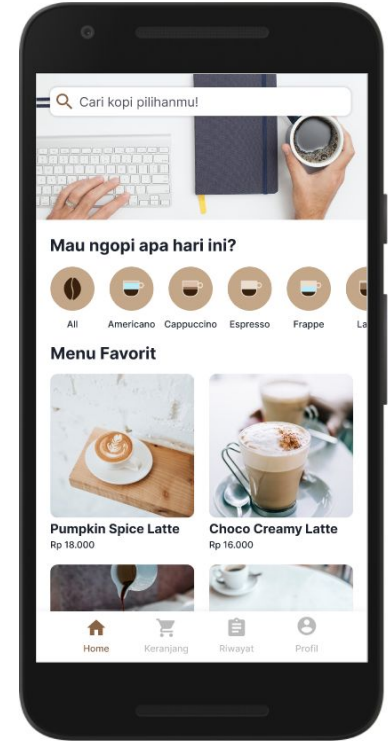 Cari kopi pilihanmu!
Mau ngopi apa hari ini?
All Americano Cappuccino Espresso Frappe La
Menu Favorit
Pumpkin Spice Latte Choco Creamy Latte
Rp 18.000 Rp 16.000
Home Keranjang Riwayat Profil